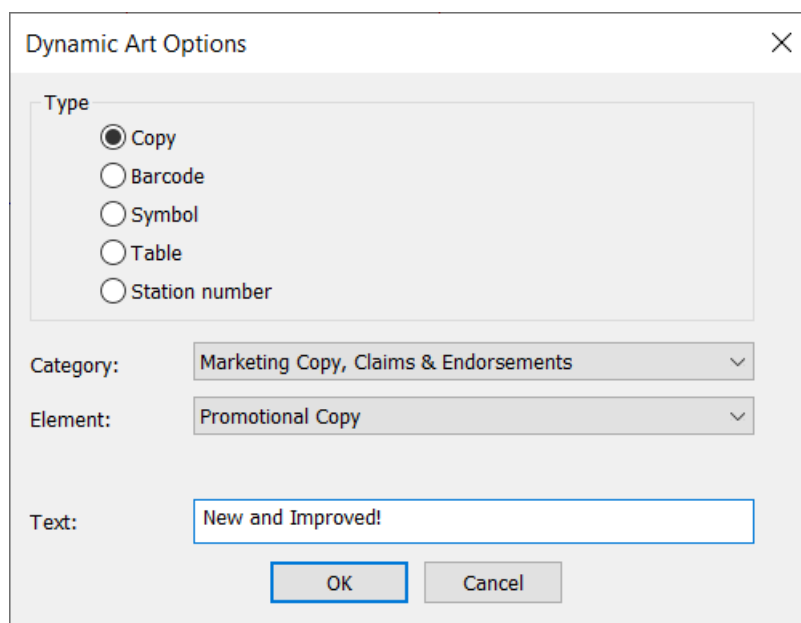 Dynamic Art Options
Type
Copy
Barcode
Symbol
Table
Station number
Category: Marketing Copy, Claims & Endorsements
Element: Promotional Copy
Text: New and Improved!
OK Cancel